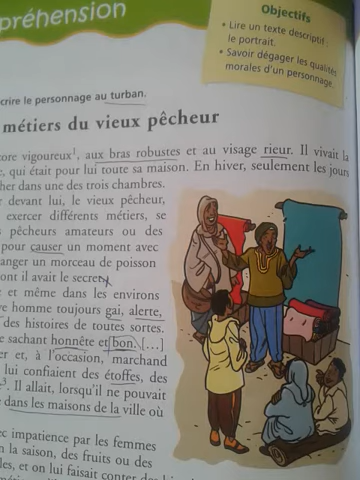 préhension
Objectifs
• Lire un texte descriptif :
le portrait.
• Savoir dégager les qualités
morales d'un personnage.
crire le personnage au turban.
métiers du vieux pêcheur
ore vigoureux¹, aux bras robustes et au visage rieur. Il vivait la
e, qui était pour lui toute sa maison. En hiver, seulement les jours
cher dans une des trois chambres.
r devant lui, le vieux pêcheur,
exercer différents métiers, se
s pêcheurs amateurs ou des
pour causer un moment avec
anger un morceau de poisson
ont il avait le secret
e et même dans les environs
re homme toujours gai, alerte,
des histoires de toutes sortes.
e sachant honnête et bon. [...]
er et, à l'occasion, marchand
lui confiaient des étoffes, des
s³. Il allait, lorsqu'il ne pouvait
dans les maisons de la ville où
ec impatience par les femmes
n la saison, des fruits ou des
les, et on lui faisait conter des